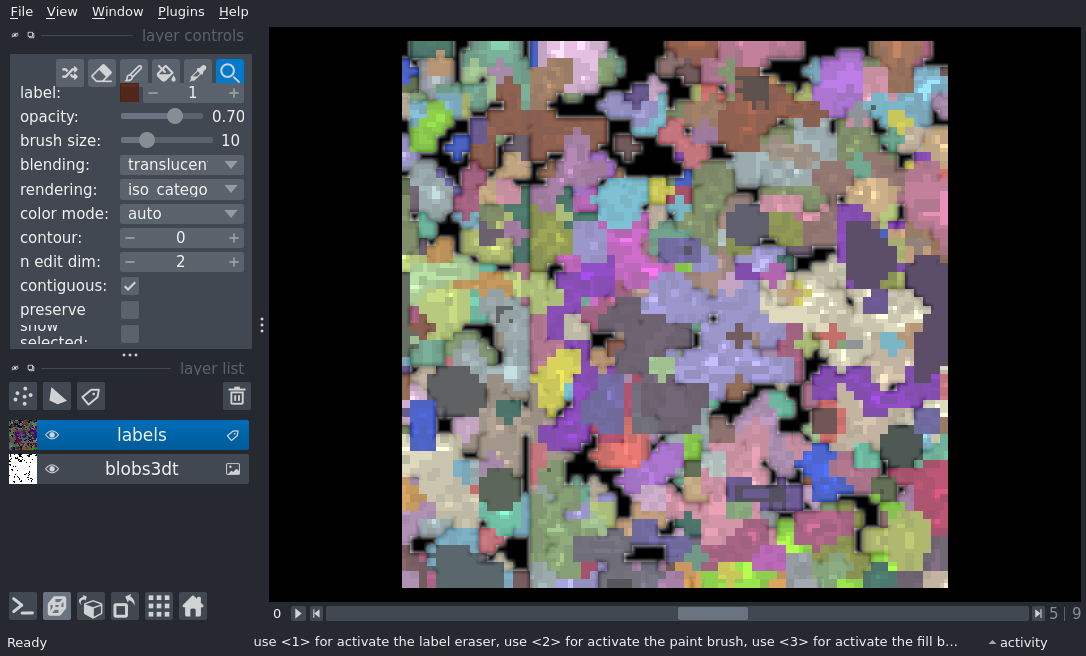 File View Window Plugins Help
layer controls
label: 1
opacity: 0.70
brush size: 10
blending: translucen
rendering: iso_catego
color mode: auto
contour: 0
n edit dim: 2
contiguous:
preserve
show
selected:
layer list
labels
blobs3dt
0 5 | 9
Ready use <1> for activate the label eraser, use <2> for activate the paint brush, use <3> for activate the fill b... activity